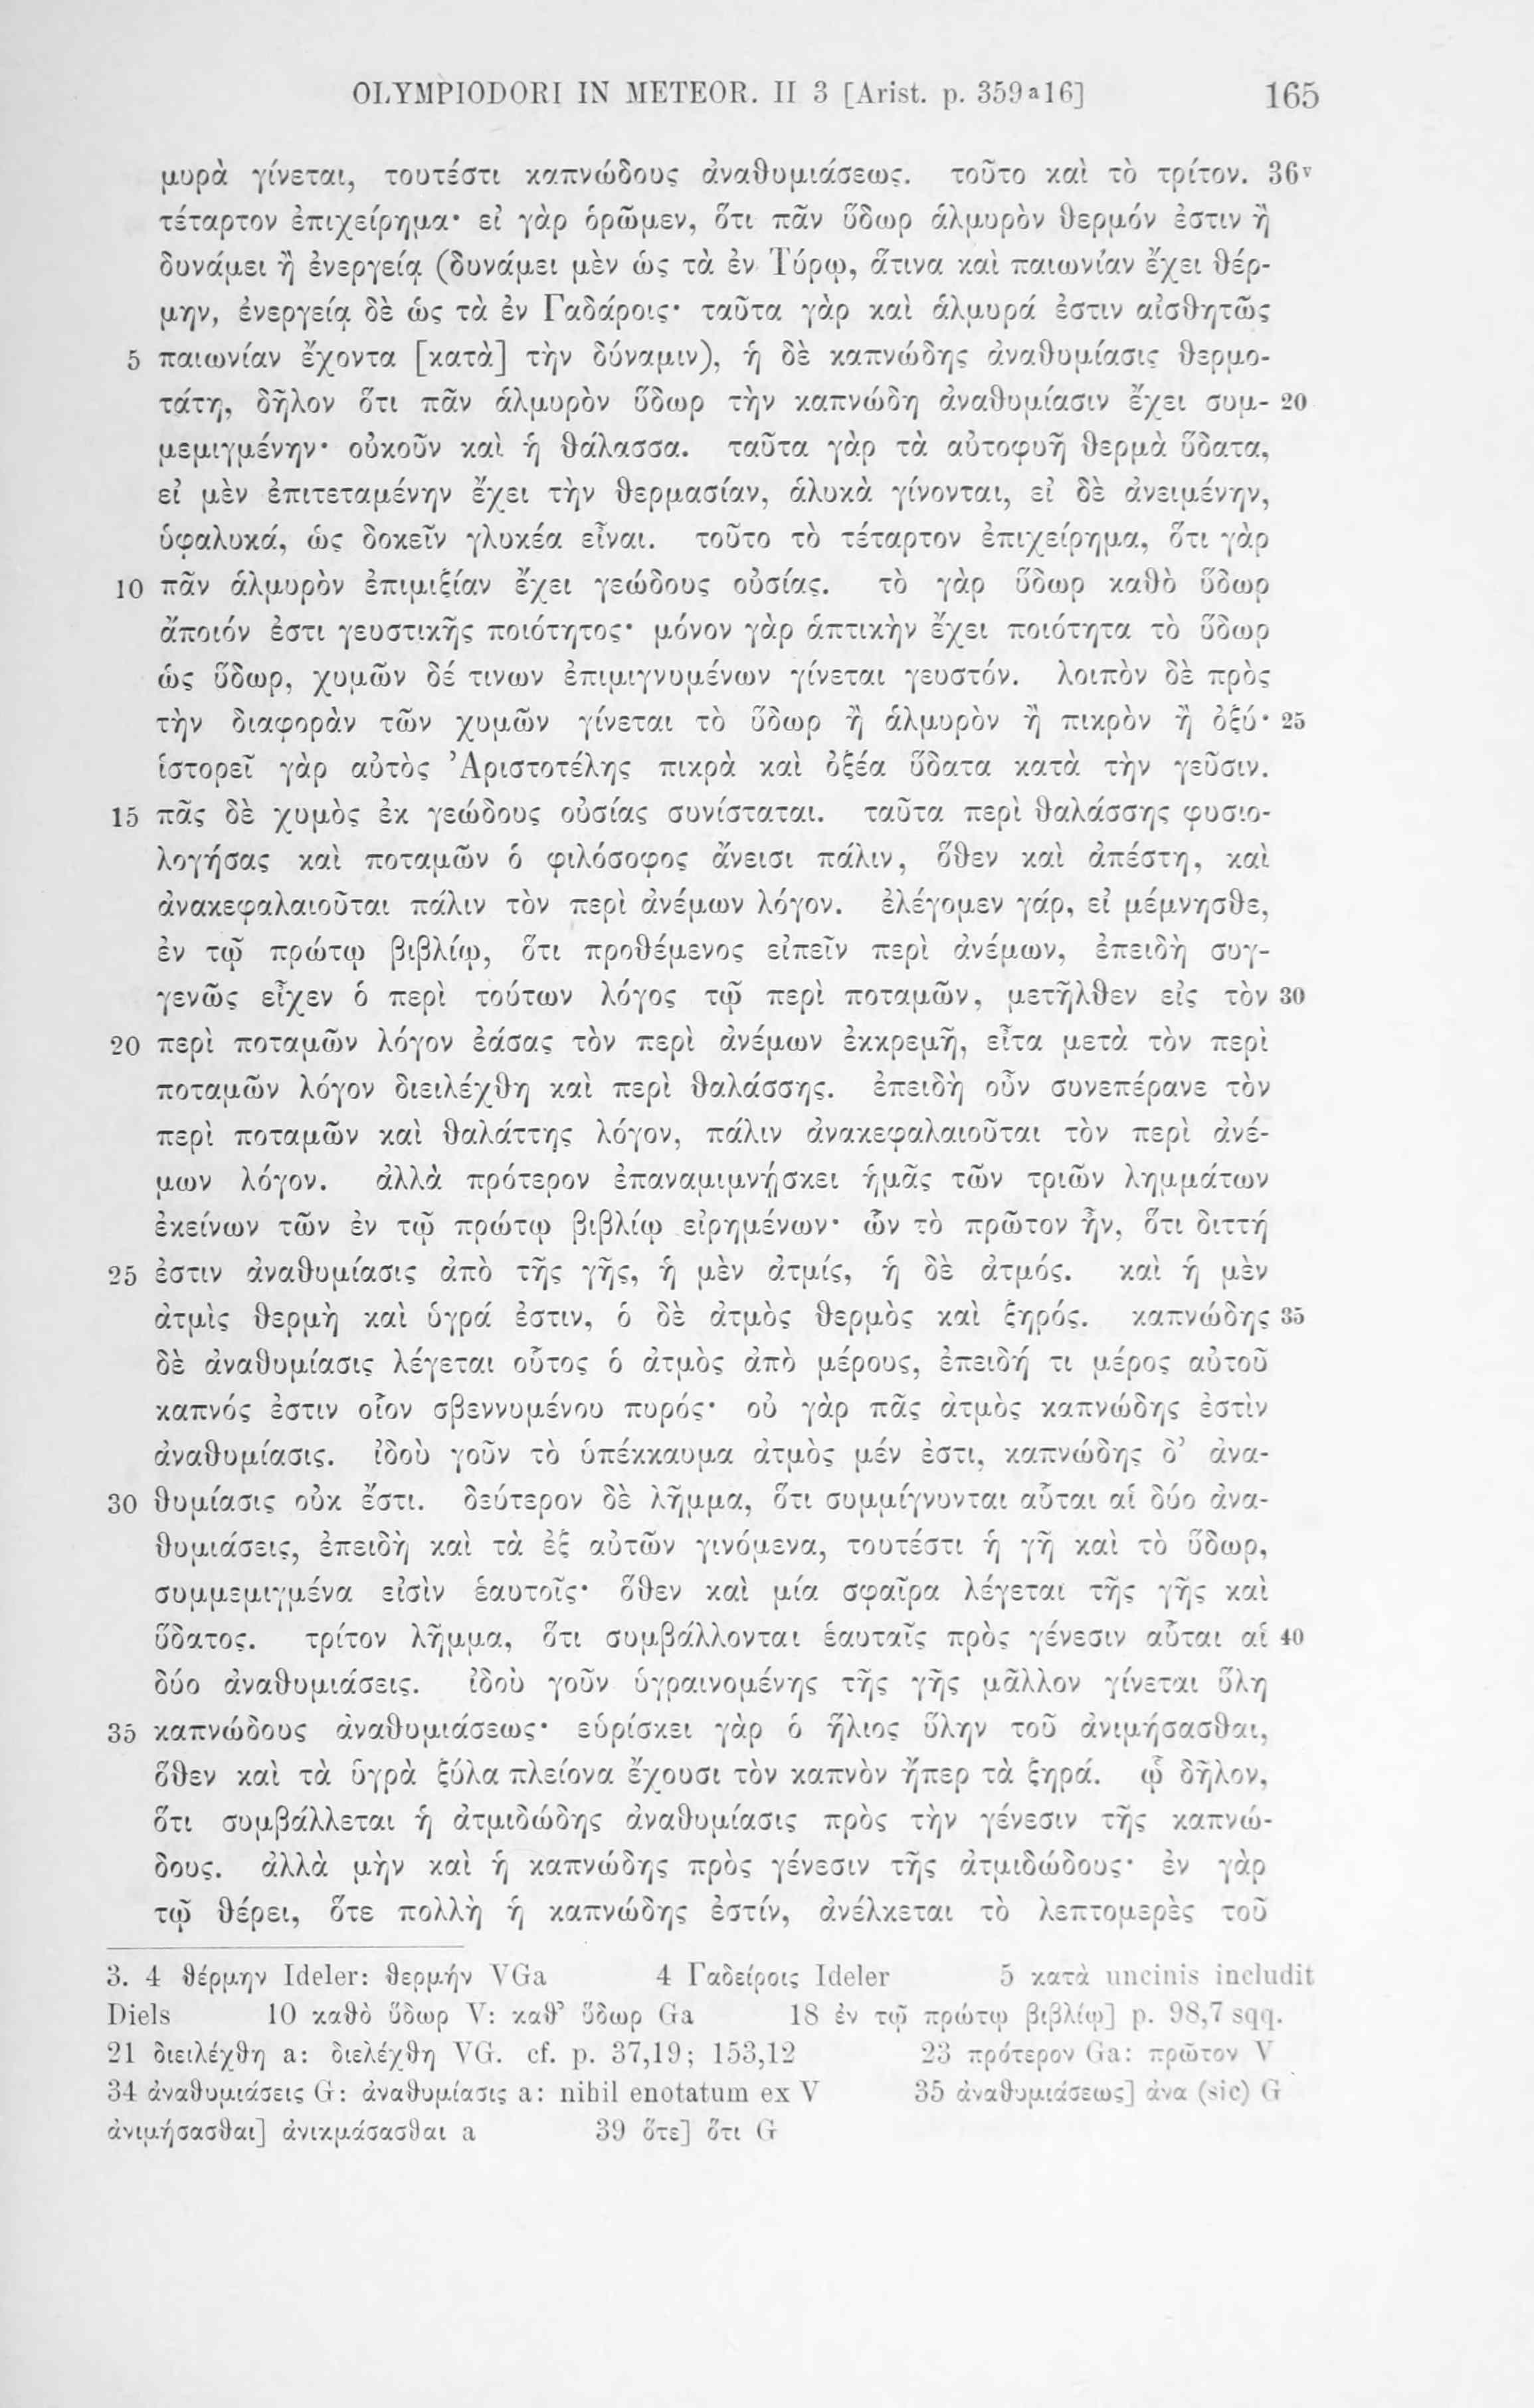 OLYMPIODORI IN METEOR. II 3 [Arist. p. 359a16] 165
μυρὰ γίνεται, τουτέστι καπνώδους ἀναθυμιάσεως. τοῦτο καὶ τὸ τρίτον. 36v
τέταρτον ἐπιχείρημα· εἰ γὰρ ὁρῶμεν, ὅτι πᾶν ὕδωρ ἁλμυρὸν θερμόν ἐστιν ἢ
δυνάμει ἢ ἐνεργείᾳ (δυνάμει μὲν ὡς τὰ ἐν Τύρῳ, ἅτινα καὶ παιωνίαν ἔχει θέρ-
μην, ἐνεργείᾳ δὲ ὡς τὰ ἐν Γαδάροις· ταῦτα γὰρ καὶ ἁλμυρά ἐστιν αἰσθητῶς
5 παιωνίαν ἔχοντα [κατὰ] τὴν δύναμιν), ἡ δὲ καπνώδης ἀναθυμίασις θερμο-
τάτη, δῆλον ὅτι πᾶν ἁλμυρὸν ὕδωρ τὴν καπνώδη ἀναθυμίασιν ἔχει συμ- 20
μεμιγμένην· οὐκοῦν καὶ ἡ θάλασσα. ταῦτα γὰρ τὰ αὐτοφυῆ θερμὰ ὕδατα,
εἰ μὲν ἐπιτεταμένην ἔχει τὴν θερμασίαν, ἁλυκὰ γίνονται, εἰ δὲ ἀνειμένην,
ὑφαλυκά, ὡς δοκεῖν γλυκέα εἶναι. τοῦτο τὸ τέταρτον ἐπιχείρημα, ὅτι γὰρ
10 πᾶν ἁλμυρὸν ἐπιμιξίαν ἔχει γεώδους οὐσίας. τὸ γὰρ ὕδωρ καθὸ ὕδωρ
ἄποιόν ἐστι γευστικῆς ποιότητος· μόνον γὰρ ἁπτικὴν ἔχει ποιότητα τὸ ὕδωρ
ὡς ὕδωρ, χυμῶν δέ τινων ἐπιμιγνυμένων γίνεται γευστόν. λοιπὸν δὲ πρὸς
τὴν διαφορὰν τῶν χυμῶν γίνεται τὸ ὕδωρ ἢ ἁλμυρὸν ἢ πικρὸν ἢ ὀξύ· 25
ἱστορεῖ γὰρ αὐτὸς Ἀριστοτέλης πικρὰ καὶ ὀξέα ὕδατα κατὰ τὴν γεῦσιν.
15 πᾶς δὲ χυμὸς ἐκ γεώδους οὐσίας συνίσταται. ταῦτα περὶ θαλάσσης φυσιο-
λογήσας καὶ ποταμῶν ὁ φιλόσοφος ἄνεισι πάλιν, ὅθεν καὶ ἀπέστη, καὶ
ἀνακεφαλαιοῦται πάλιν τὸν περὶ ἀνέμων λόγον. ἐλέγομεν γάρ, εἰ μέμνησθε,
ἐν τῷ πρώτῳ βιβλίῳ, ὅτι προθέμενος εἰπεῖν περὶ ἀνέμων, ἐπειδὴ συγ-
γενῶς εἶχεν ὁ περὶ τούτων λόγος τῷ περὶ ποταμῶν, μετῆλθεν εἰς τὸν 30
20 περὶ ποταμῶν λόγον ἐάσας τὸν περὶ ἀνέμων ἐκκρεμῆ, εἶτα μετὰ τὸν περὶ
ποταμῶν λόγον διειλέχθη καὶ περὶ θαλάσσης. ἐπειδὴ οὖν συνεπέρανε τὸν
περὶ ποταμῶν καὶ θαλάττης λόγον, πάλιν ἀνακεφαλαιοῦται τὸν περὶ ἀνέ-
μων λόγον. ἀλλὰ πρότερον ἐπαναμιμνῄσκει ἡμᾶς τῶν τριῶν λημμάτων
ἐκείνων τῶν ἐν τῷ πρώτῳ βιβλίῳ εἰρημένων· ὧν τὸ πρῶτον ἦν, ὅτι διττή
25 ἐστιν ἀναθυμίασις ἀπὸ τῆς γῆς, ἡ μὲν ἀτμίς, ἡ δὲ ἀτμός. καὶ ἡ μὲν
ἀτμὶς θερμὴ καὶ ὑγρά ἐστιν, ὁ δὲ ἀτμὸς θερμὸς καὶ ξηρός. καπνώδης 35
δὲ ἀναθυμίασις λέγεται οὗτος ὁ ἀτμὸς ἀπὸ μέρους, ἐπειδή τι μέρος αὐτοῦ
καπνός ἐστιν οἷον σβεννυμένου πυρός· οὐ γὰρ πᾶς ἀτμὸς καπνώδης ἐστὶν
ἀναθυμίασις. ἰδοὺ γοῦν τὸ ὑπέκκαυμα ἀτμὸς μέν ἐστι, καπνώδης δ’ ἀνα-
30 θυμίασις οὐκ ἔστι. δεύτερον δὲ λῆμμα, ὅτι συμμίγνυνται αὗται αἱ δύο ἀνα-
θυμιάσεις, ἐπειδὴ καὶ τὰ ἐξ αὐτῶν γινόμενα, τουτέστι ἡ γῆ καὶ τὸ ὕδωρ,
συμμεμιγμένα εἰσὶν ἑαυτοῖς· ὅθεν καὶ μία σφαῖρα λέγεται τῆς γῆς καὶ
ὕδατος. τρίτον λῆμμα, ὅτι συμβάλλονται ἑαυταῖς πρὸς γένεσιν αὗται αἱ 40
δύο ἀναθυμιάσεις. ἰδοὺ γοῦν ὑγραινομένης τῆς γῆς μᾶλλον γίνεται ὕλη
35 καπνώδους ἀναθυμιάσεως· εὑρίσκει γὰρ ὁ ἥλιος ὕλην τοῦ ἀνιμήσασθαι,
ὅθεν καὶ τὰ ὑγρὰ ξύλα πλείονα ἔχουσι τὸν καπνὸν ἤπερ τὰ ξηρά. ᾧ δῆλον,
ὅτι συμβάλλεται ἡ ἀτμιδώδης ἀναθυμίασις πρὸς τὴν γένεσιν τῆς καπνώ-
δους. ἀλλὰ μὴν καὶ ἡ καπνώδης πρὸς γένεσιν τῆς ἀτμιδώδους· ἐν γὰρ
τῷ θέρει, ὅτε πολλὴ ἡ καπνώδης ἐστίν, ἀνέλκεται τὸ λεπτομερὲς τοῦ
3. 4 θέρμην Ideler: θερμήν VGa 4 Γαδείροις Ideler 5 κατὰ uncinis includit
Diels 10 καθὸ ὕδωρ V: καθ’ ὕδωρ Ga 18 ἐν τῷ πρώτῳ βιβλίῳ] p. 98,7 sqq.
21 διειλέχθη a: διελέχθη VG. cf. p. 37,19; 153,12 23 πρότερον Ga: πρῶτον V
34 ἀναθυμιάσεις G: ἀναθυμίασις a: nihil enotatum ex V 35 ἀναθυμιάσεως] ἀνα (sic) G
ἀνιμήσασθαι] ἀνικμάσασθαι a 39 ὅτε] ὅτι G